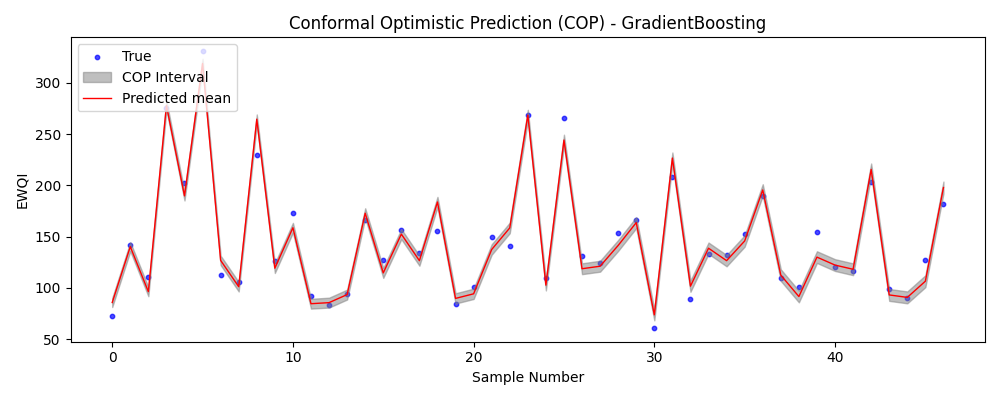 Conformal Optimistic Prediction (COP) - GradientBoosting
True
COP Interval
Predicted mean
300
250
200
150
100
50
EWQI
0 10 20 30 40
Sample Number